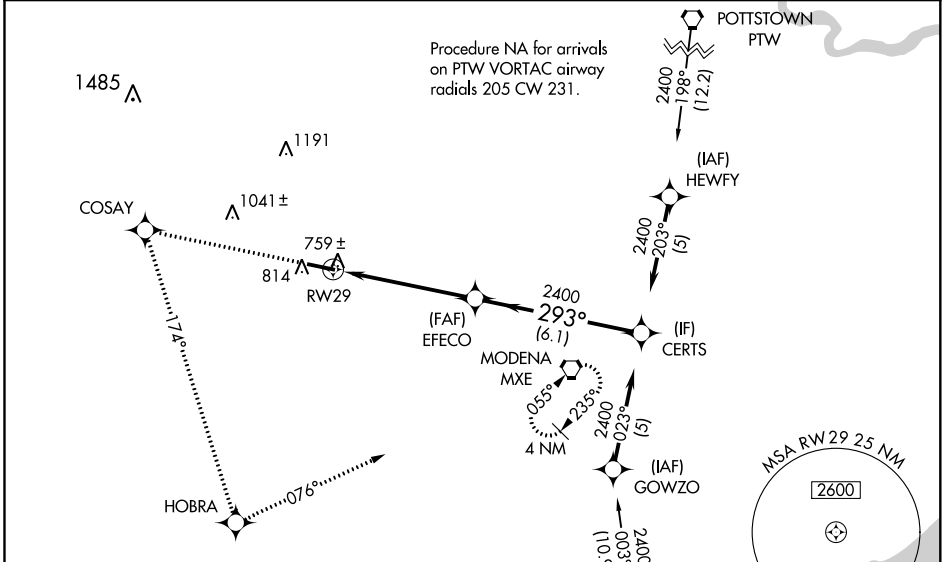 POTTSTOWN
PTW
Procedure NA for arrivals
on PTW VORTAC airway
radials 205 CW 231.
2400
198°
(12.2)
1485
1191
(IAF)
HEWFY
1041±
COSAY
2400
203°
(5)
759±
814
RW29
2400
293°
(6.1)
(FAF)
EFECO
(IF)
CERTS
MODENA
MXE
174°
055°
235°
4 NM
2400
023°
(5)
MSA RW29 25 NM
2600
(IAF)
GOWZO
076°
HOBRA
2400
003°